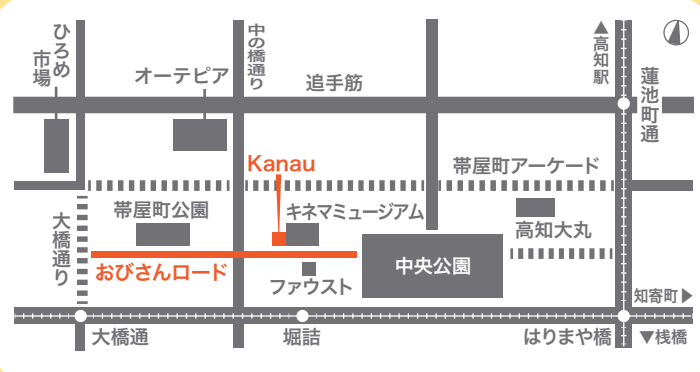 ひろめ
市場
中の橋通り
▲高知駅
オーテピア
追手筋
蓮池町通
Kanau
帯屋町アーケード
大橋通り
帯屋町公園
キネマミュージアム
高知大丸
おびさんロード
ファウスト
中央公園
知寄町▶
大橋通
堀詰
はりまや橋
▼桟橋